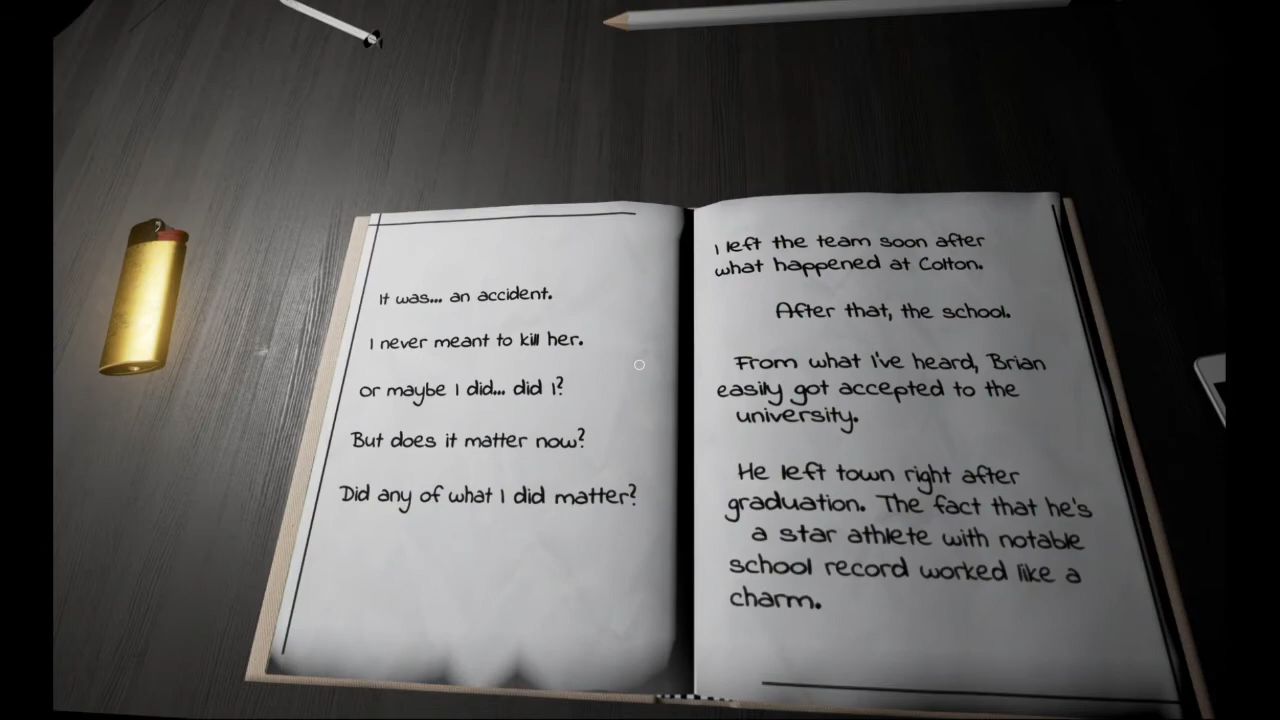 It was... an accident.
I never meant to kill her.
or maybe I did... did I?
But does it matter now?
Did any of what I did matter?
I left the team soon after
what happened at Colton.
After that, the school.
From what I've heard, Brian
easily got accepted to the
university.
He left town right after
graduation. The fact that he's
a star athlete with notable
school record worked like a
charm.